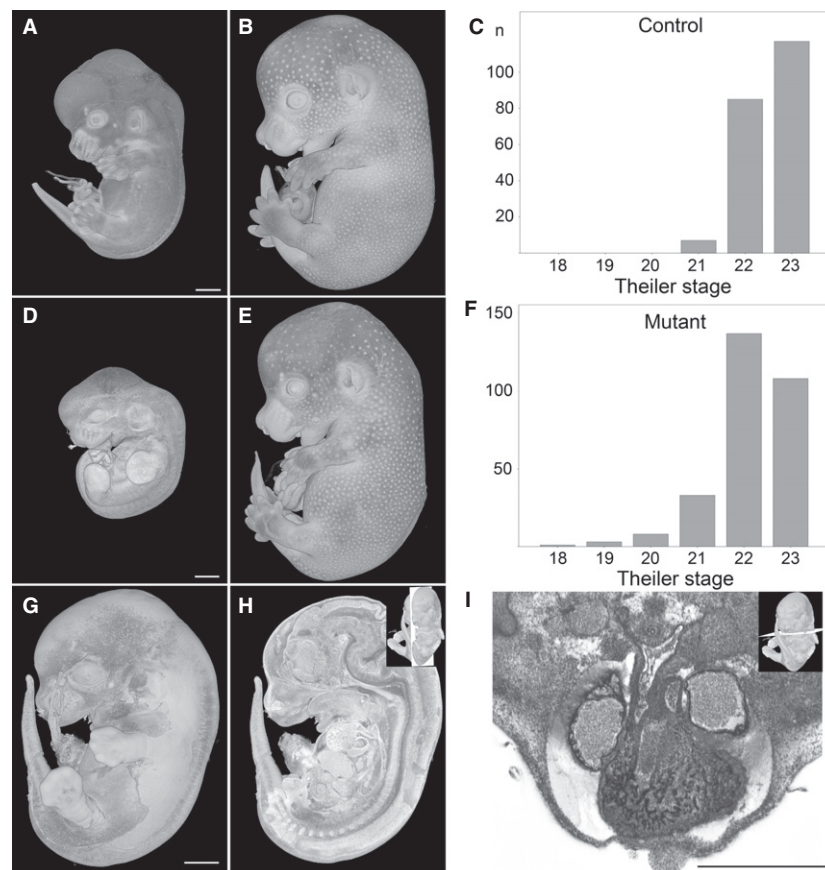 A
B
C
n
Control
100
80
60
40
20
18 19 20 21 22 23
Theiler stage
D
E
F
150
Mutant
100
50
18 19 20 21 22 23
Theiler stage
G
H
I